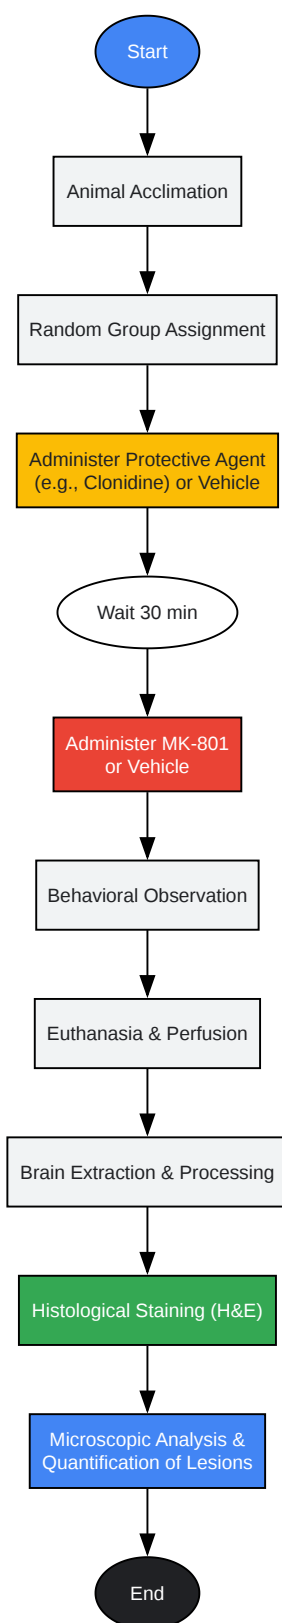 Start
Animal Acclimation
Random Group Assignment
Administer Protective Agent
(e.g., Clonidine) or Vehicle
Wait 30 min
Administer MK-801
or Vehicle
Behavioral Observation
Euthanasia & Perfusion
Brain Extraction & Processing
Histological Staining (H&E)
Microscopic Analysis &
Quantification of Lesions
End